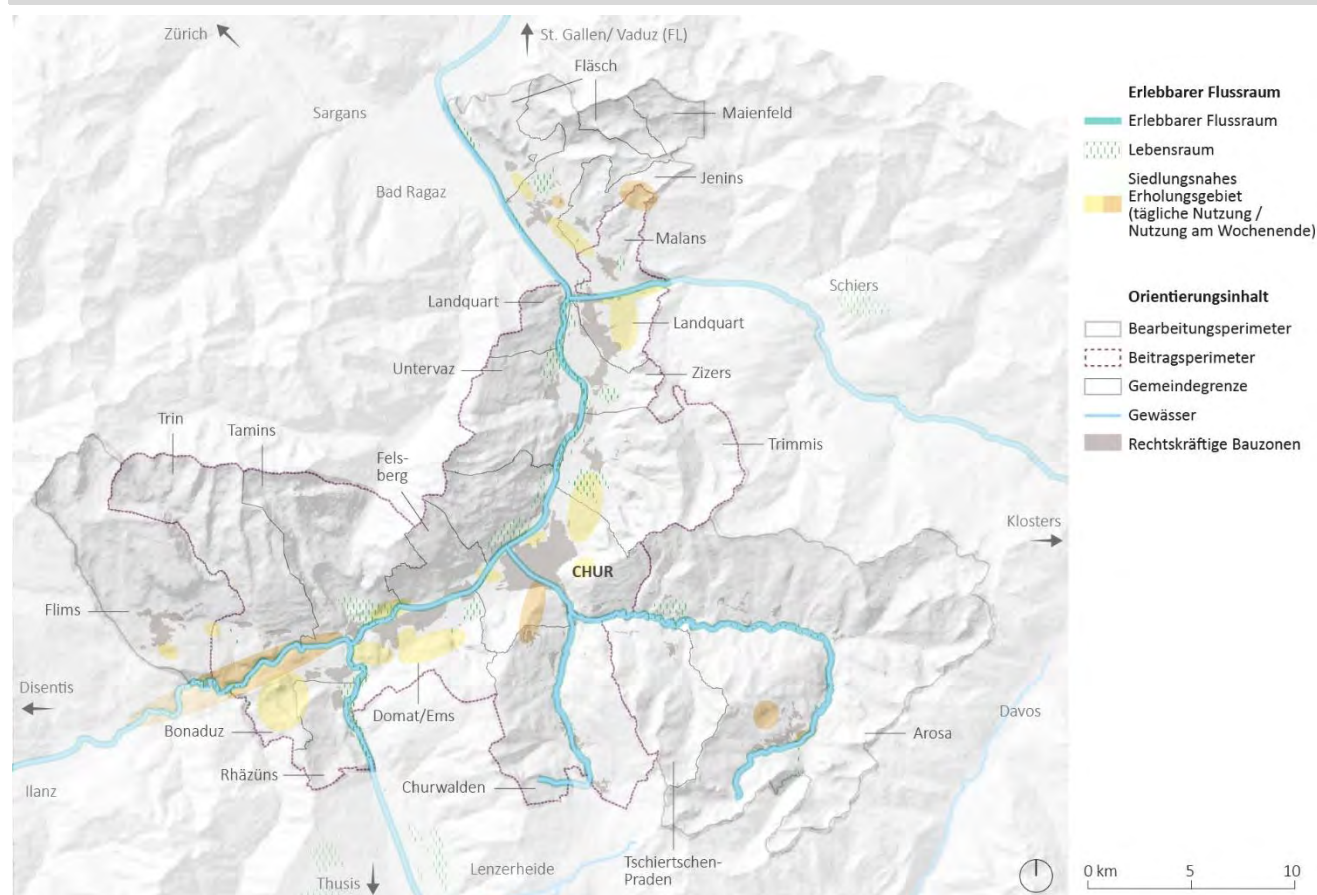 Zürich
St. Gallen/ Vaduz (FL)
Fläsch
Sargans
Maienfeld
Jenins
Bad Ragaz
Malans
Landquart
Schiers
Landquart
Untervaz
Zizers
Trin
Tamins
Trimmis
Fels-
berg
Klosters
CHUR
Flims
Disentis
Domat/Ems
Davos
Bonaduz
Arosa
Rhäzüns
Churwalden
Ilanz
Lenzerheide
Tschiertschen-
Praden
Thusis
Erlebbarer Flussraum
Erlebbarer Flussraum
Lebensraum
Siedlungsnahes
Erholungsgebiet
(tägliche Nutzung /
Nutzung am Wochenende)
Orientierungsinhalt
Bearbeitungsperimeter
Beitragsperimeter
Gemeindegrenze
Gewässer
Rechtskräftige Bauzonen
0 km 5 10